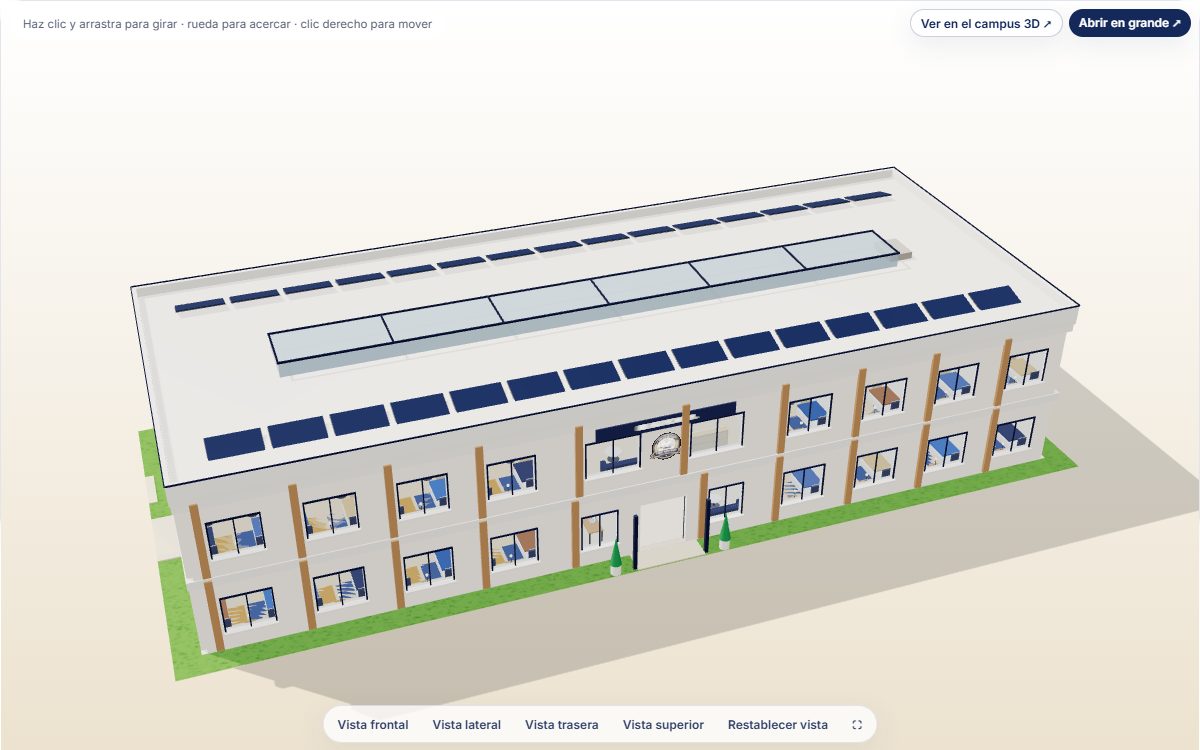 Haz clic y arrastra para girar · rueda para acercar · clic derecho para mover
Ver en el campus 3D ↗
Abrir en grande ↗
Vista frontal
Vista lateral
Vista trasera
Vista superior
Restablecer vista